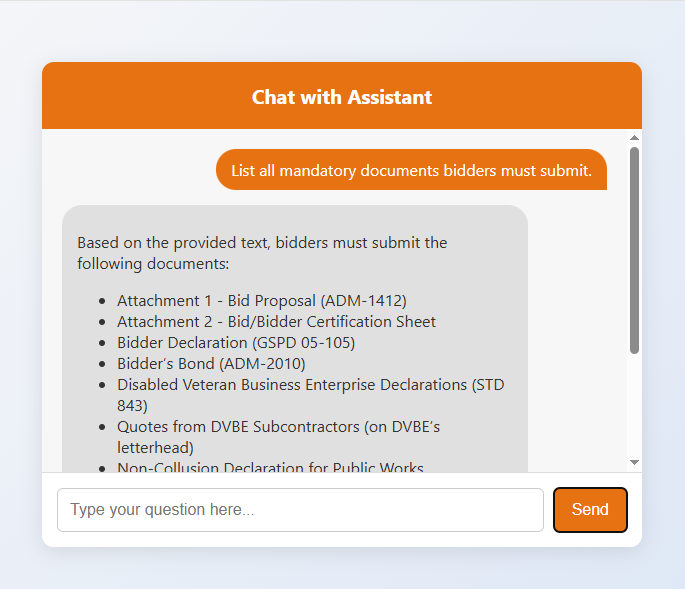 Chat with Assistant
List all mandatory documents bidders must submit.
Based on the provided text, bidders must submit the
following documents:
• Attachment 1 - Bid Proposal (ADM-1412)
• Attachment 2 - Bid/Bidder Certification Sheet
• Bidder Declaration (GSPD 05-105)
• Bidder's Bond (ADM-2010)
• Disabled Veteran Business Enterprise Declarations (STD
843)
• Quotes from DVBE Subcontractors (on DVBE's
letterhead)
• Non-Collusion Declaration for Public Works
Type your question here...
Send